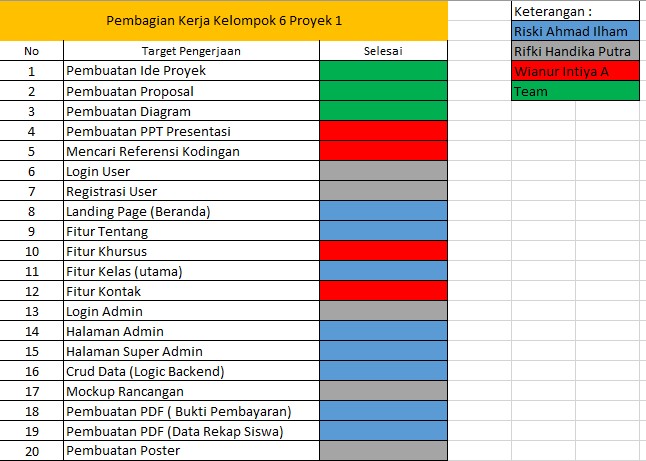 Pembagian Kerja Kelompok 6 Proyek 1
No Target Pengerjaan Selesai
1 Pembuatan Ide Proyek
2 Pembuatan Proposal
3 Pembuatan Diagram
4 Pembuatan PPT Presentasi
5 Mencari Referensi Kodingan
6 Login User
7 Registrasi User
8 Landing Page (Beranda)
9 Fitur Tentang
10 Fitur Khursus
11 Fitur Kelas (utama)
12 Fitur Kontak
13 Login Admin
14 Halaman Admin
15 Halaman Super Admin
16 Crud Data (Logic Backend)
17 Mockup Rancangan
18 Pembuatan PDF ( Bukti Pembayaran)
19 Pembuatan PDF (Data Rekap Siswa)
20 Pembuatan Poster
Keterangan :
Riski Ahmad Ilham
Rifki Handika Putra
Wianur Intiya A
Team